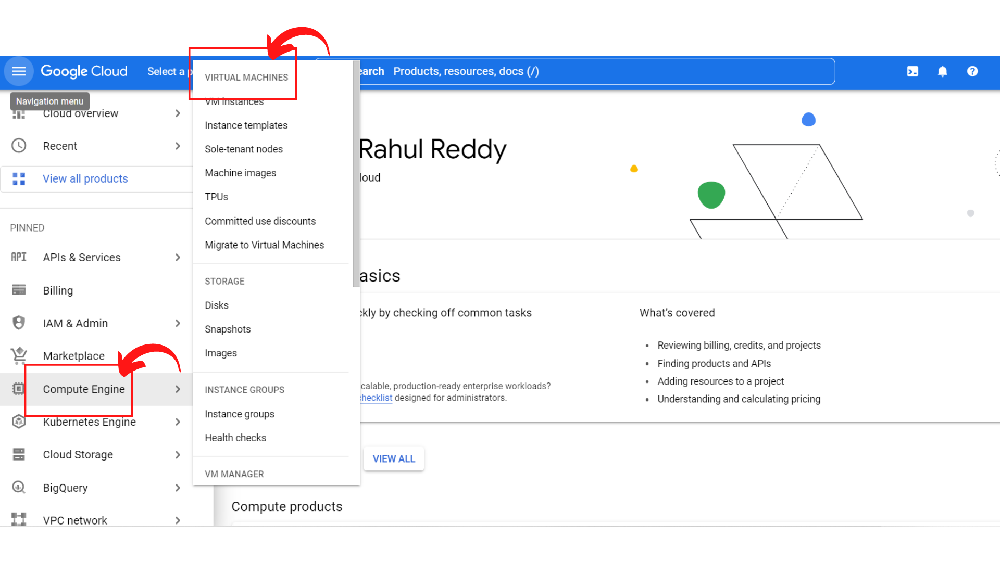 Google Cloud
Select a p
earch Products, resources, docs (/)
Navigation menu
Cloud overview
Recent
View all products
PINNED
API APIs & Services
Billing
IAM & Admin
Marketplace
Compute Engine
Kubernetes Engine
Cloud Storage
BigQuery
VPC network
VIRTUAL MACHINES
VM instances
Instance templates
Sole-tenant nodes
Machine images
TPUs
Committed use discounts
Migrate to Virtual Machines
STORAGE
Disks
Snapshots
Images
INSTANCE GROUPS
Instance groups
Health checks
VM MANAGER
Rahul Reddy
loud
asics
ckly by checking off common tasks
calable, production-ready enterprise workloads?
checklist designed for administrators.
What's covered
• Reviewing billing, credits, and projects
• Finding products and APIs
• Adding resources to a project
• Understanding and calculating pricing
VIEW ALL
Compute products